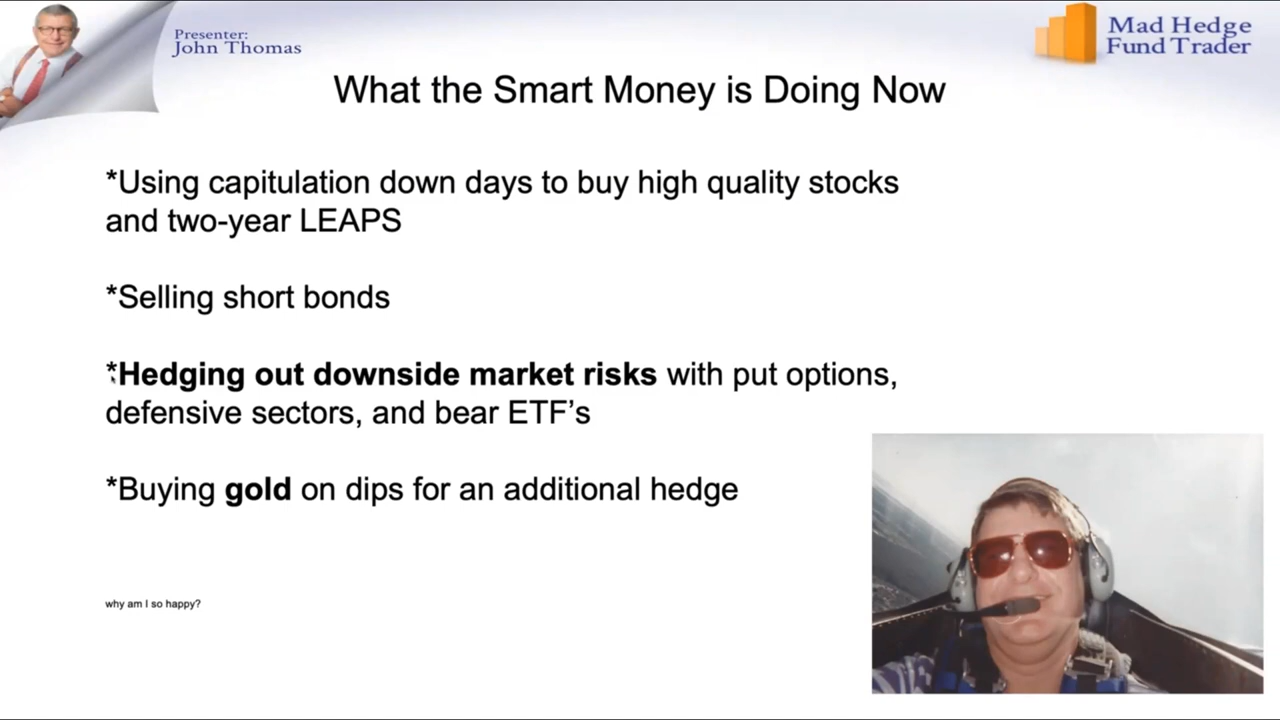 Presenter:
John Thomas
Mad Hedge
Fund Trader
What the Smart Money is Doing Now
*Using capitulation down days to buy high quality stocks
and two-year LEAPS
*Selling short bonds
*Hedging out downside market risks with put options,
defensive sectors, and bear ETF’s
*Buying gold on dips for an additional hedge
why am I so happy?